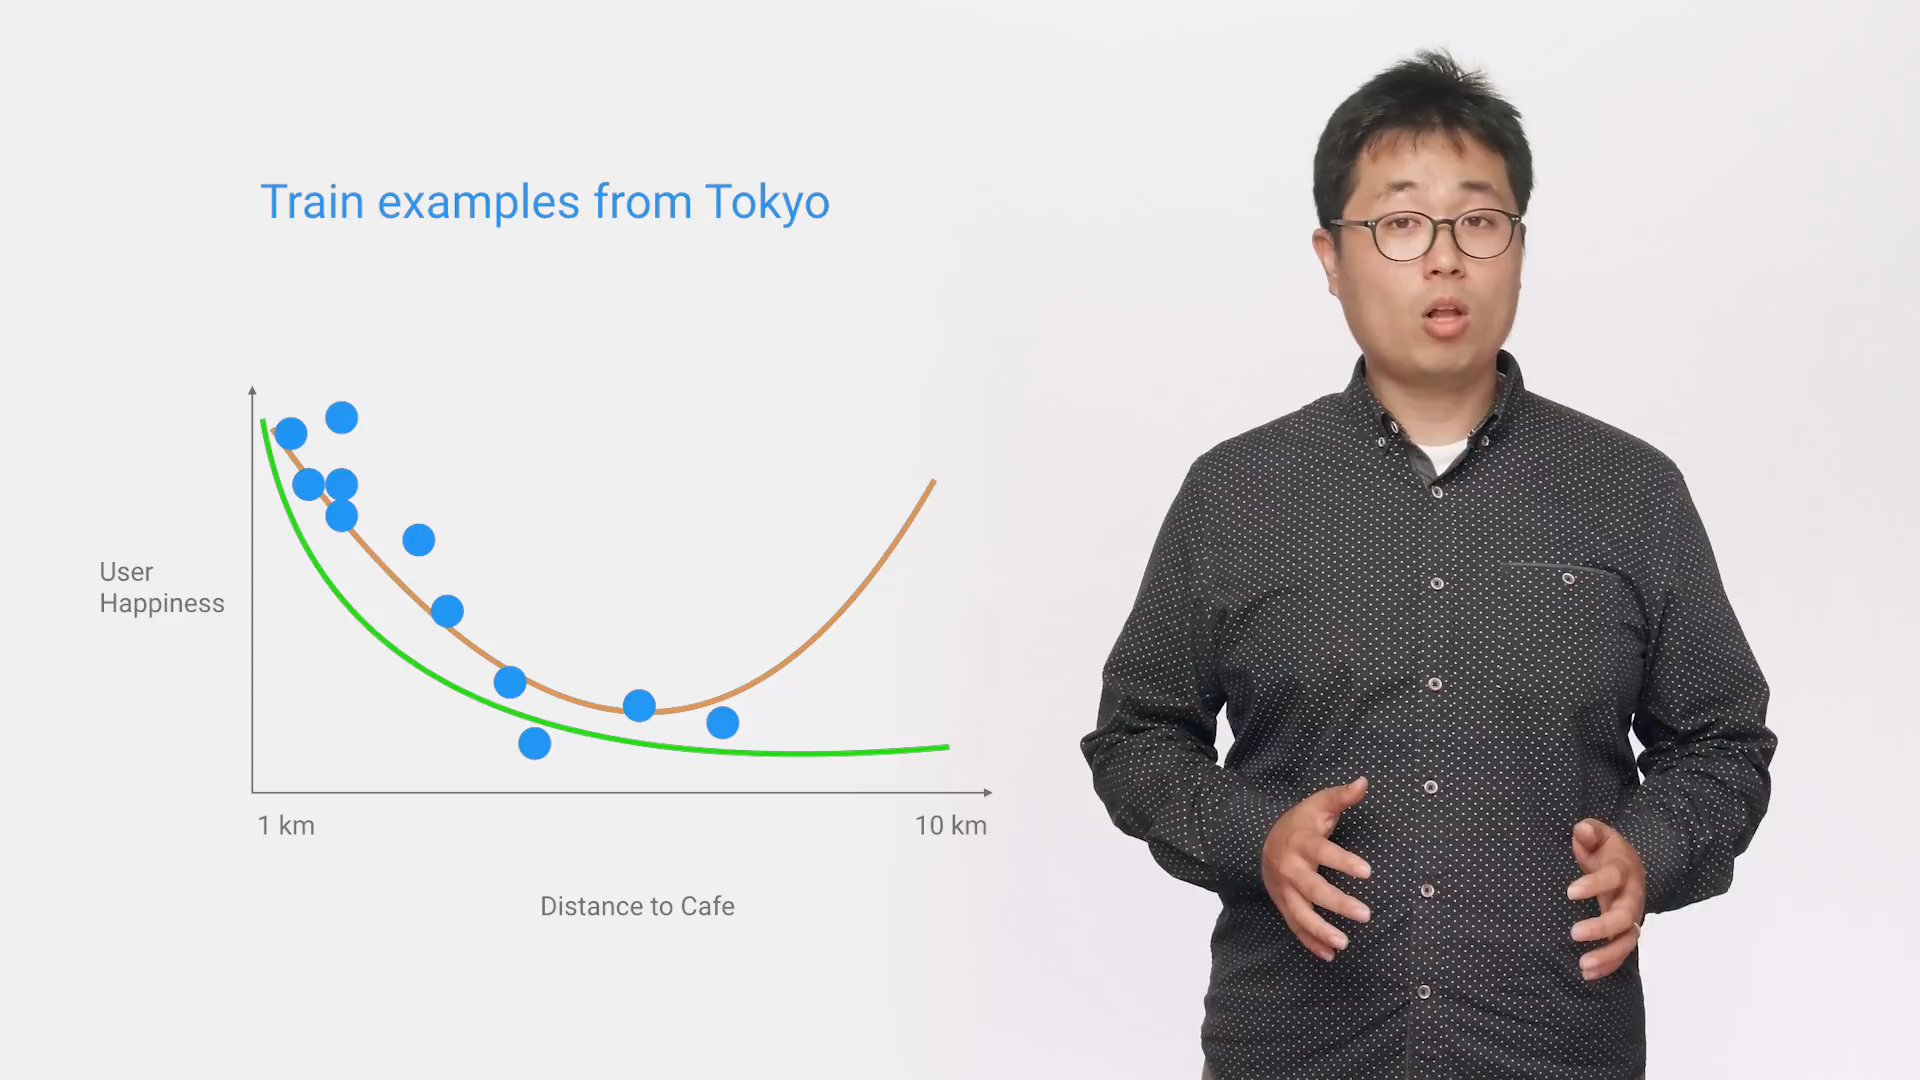 Train examples from Tokyo
User
Happiness
1 km
10 km
Distance to Cafe